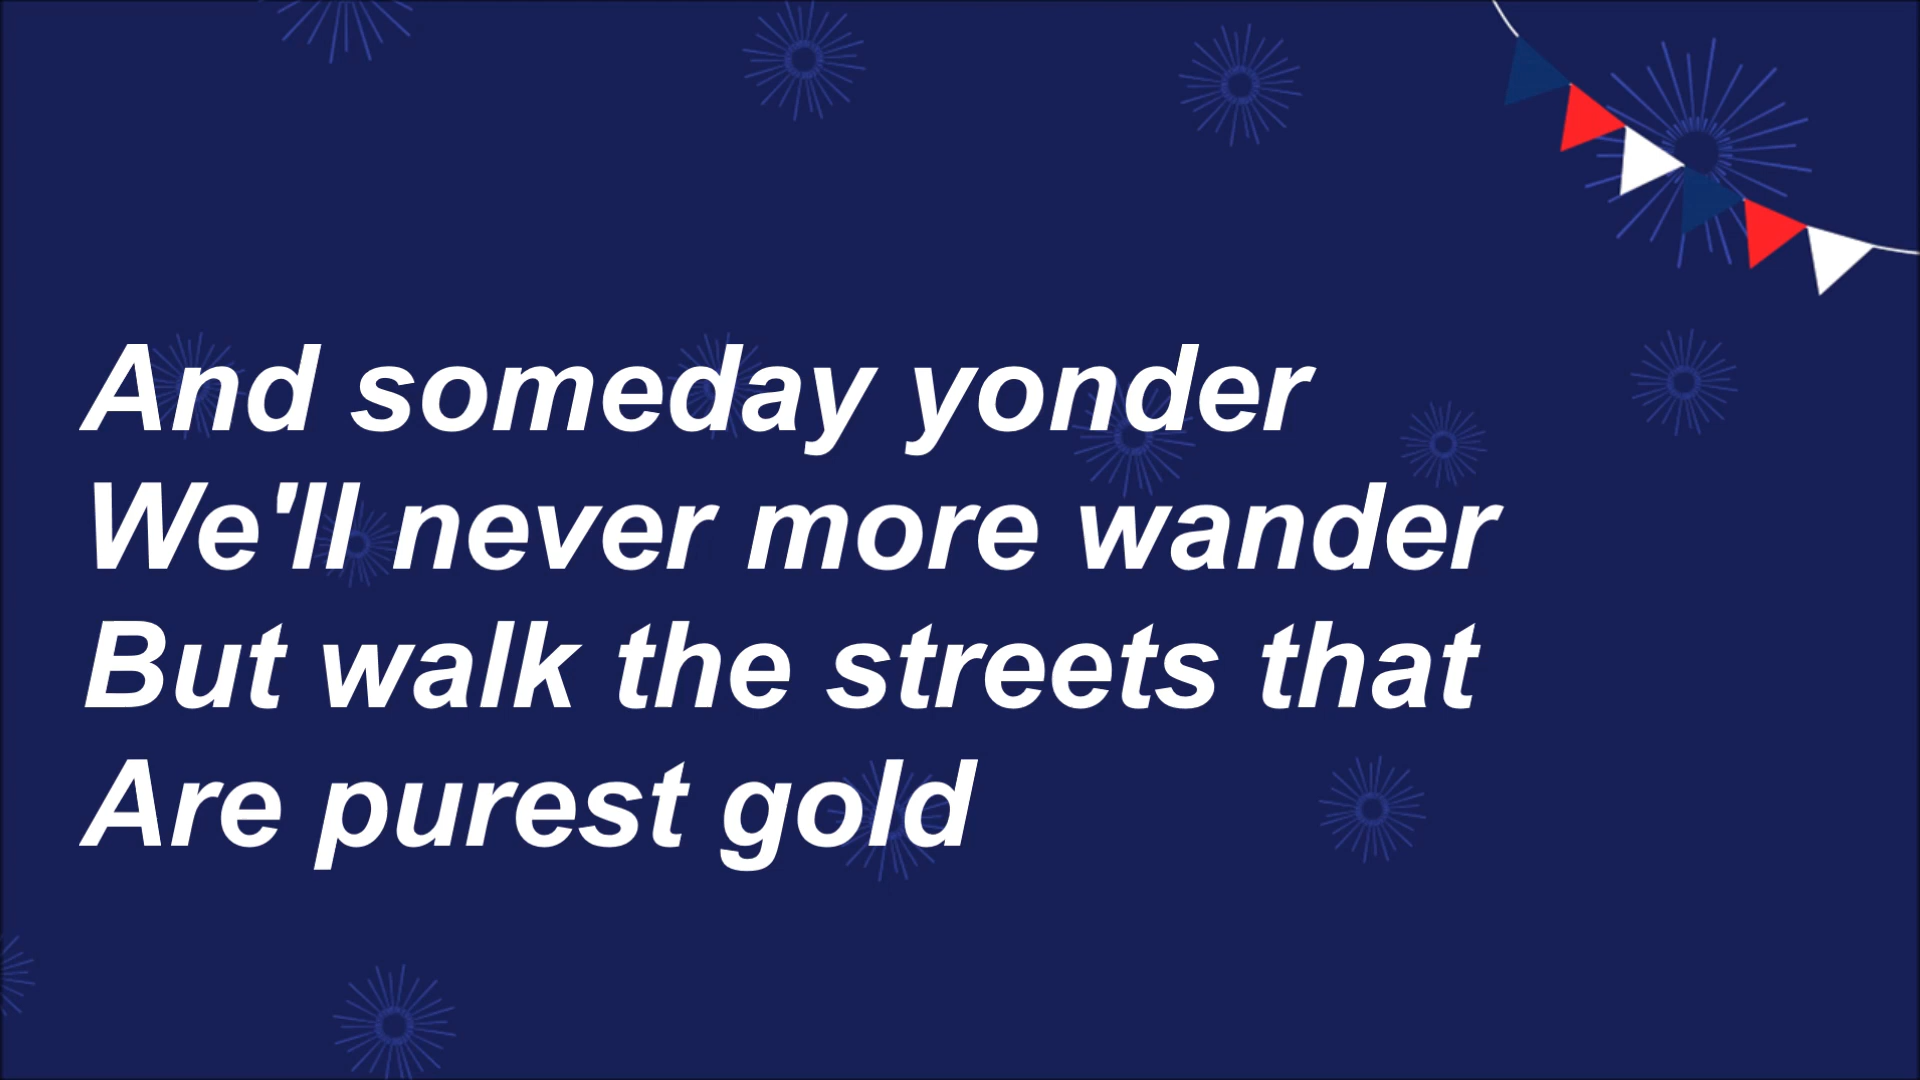 And someday yonder
We'll never more wander
But walk the streets that
Are purest gold